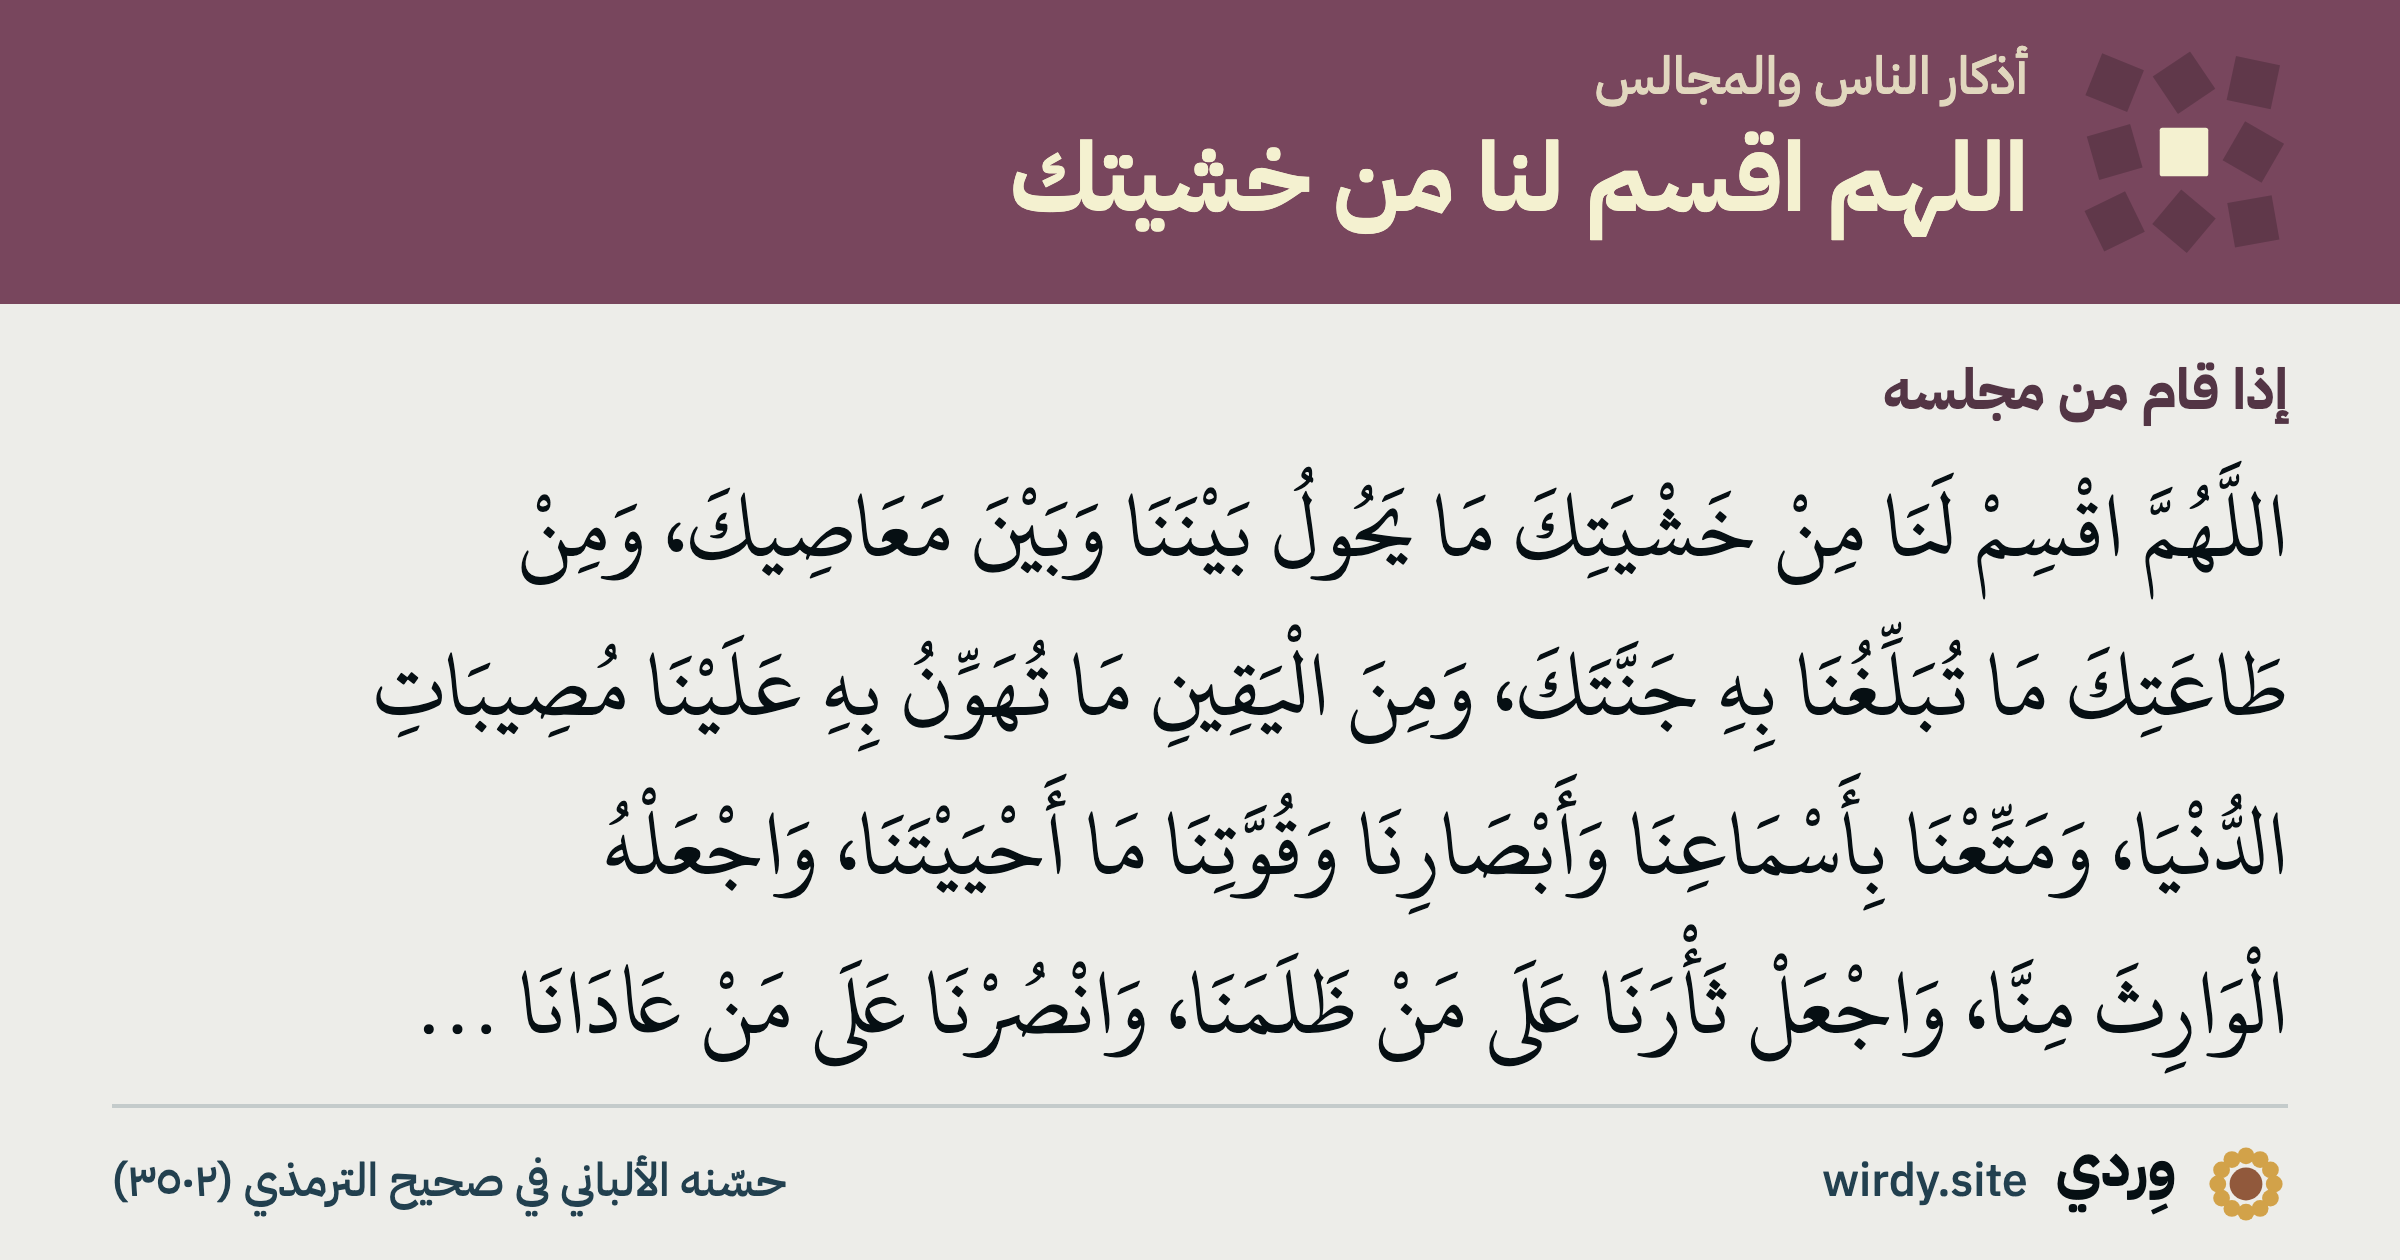 أذكار الناس والمجالس
اللهم اقسم لنا من خشيتك
إذا قام من مجلسه
اللَّهُمَّ اقْسِمْ لَنَا مِنْ خَشْيَتِكَ مَا يَحُولُ بَيْنَنَا وَبَيْنَ مَعَاصِيكَ، وَمِنْ
طَاعَتِكَ مَا تُبَلِّغُنَا بِهِ جَنَّتَكَ، وَمِنَ الْيَقِينِ مَا تُهَوِّنُ بِهِ عَلَيْنَا مُصِيبَاتِ
الدُّنْيَا، وَمَتِّعْنَا بِأَسْمَاعِنَا وَأَبْصَارِنَا وَقُوَّتِنَا مَا أَحْيَيْتَنَا، وَاجْعَلْهُ
الْوَارِثَ مِنَّا، وَاجْعَلْ ثَأْرَنَا عَلَى مَنْ ظَلَمَنَا، وَانْصُرْنَا عَلَى مَنْ عَادَانَا ...
وِردي wirdy.site
حسّنه الألباني في صحيح الترمذي (٣٥٠٢)